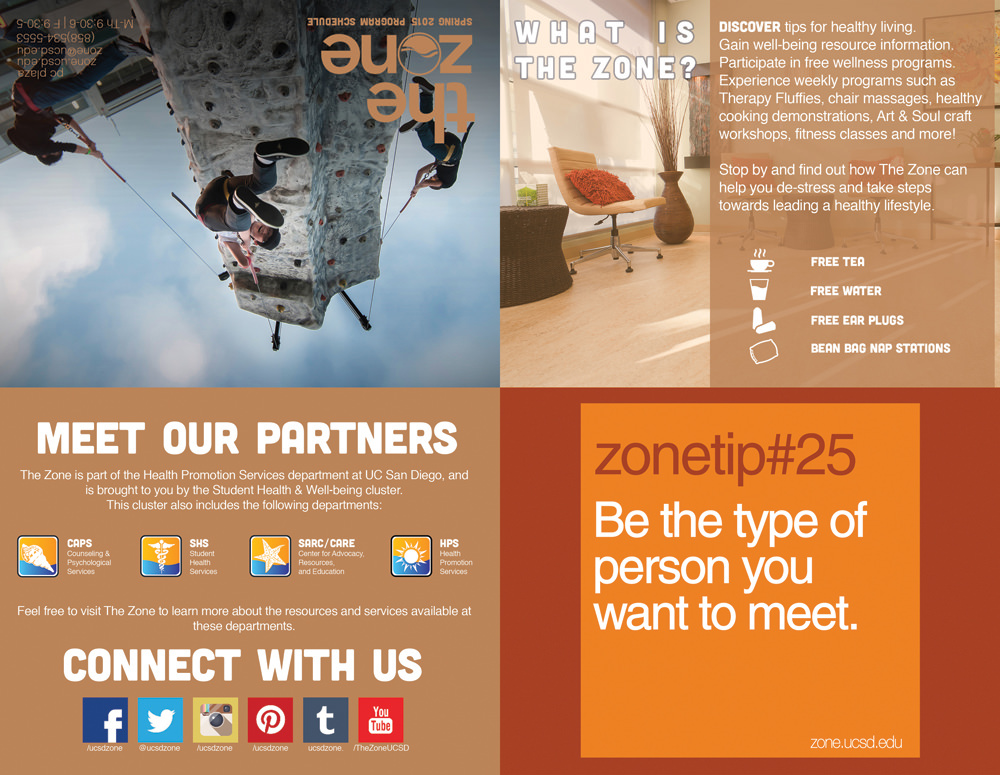 the
zone
SPRING 2015 PROGRAM SCHEDULE
pc plaza
zone.ucsd.edu
zone@ucsd.edu
(858)534-5553
M-Th 9:30-6 | F 9:30-5
WHAT IS
THE ZONE?
DISCOVER tips for healthy living.
Gain well-being resource information.
Participate in free wellness programs.
Experience weekly programs such as
Therapy Fluffies, chair massages, healthy
cooking demonstrations, Art & Soul craft
workshops, fitness classes and more!
Stop by and find out how The Zone can
help you de-stress and take steps
towards leading a healthy lifestyle.
FREE TEA
FREE WATER
FREE EAR PLUGS
BEAN BAG NAP STATIONS
MEET OUR PARTNERS
The Zone is part of the Health Promotion Services department at UC San Diego, and
is brought to you by the Student Health & Well-being cluster.
This cluster also includes the following departments:
CAPS
Counseling &
Psychological
Services
SHS
Student
Health
Services
SARC/CARE
Center for Advocacy,
Resources,
and Education
HPS
Health
Promotion
Services
Feel free to visit The Zone to learn more about the resources and services available at
these departments.
CONNECT WITH US
f
t
You
Tube
/ucsdzone
@ucsdzone
/ucsdzone
/ucsdzone
ucsdzone.
/TheZoneUCSD
zonetip#25
Be the type of
person you
want to meet.
zone.ucsd.edu